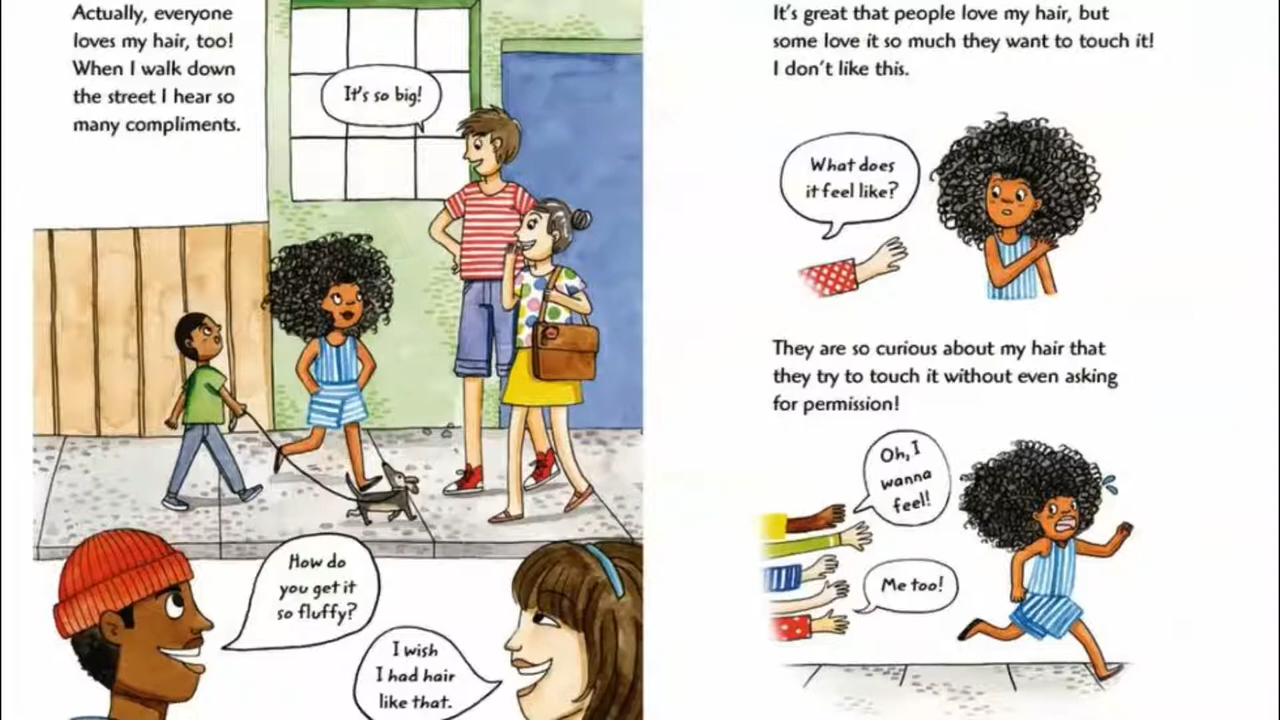 Actually, everyone
loves my hair, too!
When I walk down
the street I hear so
many compliments.
It's so big!
How do
you get it
so fluffy?
I wish
I had hair
like that.
It's great that people love my hair, but
some love it so much they want to touch it!
I don't like this.
What does
it feel like?
They are so curious about my hair that
they try to touch it without even asking
for permission!
Oh, I
wanna
feel!
Me too!